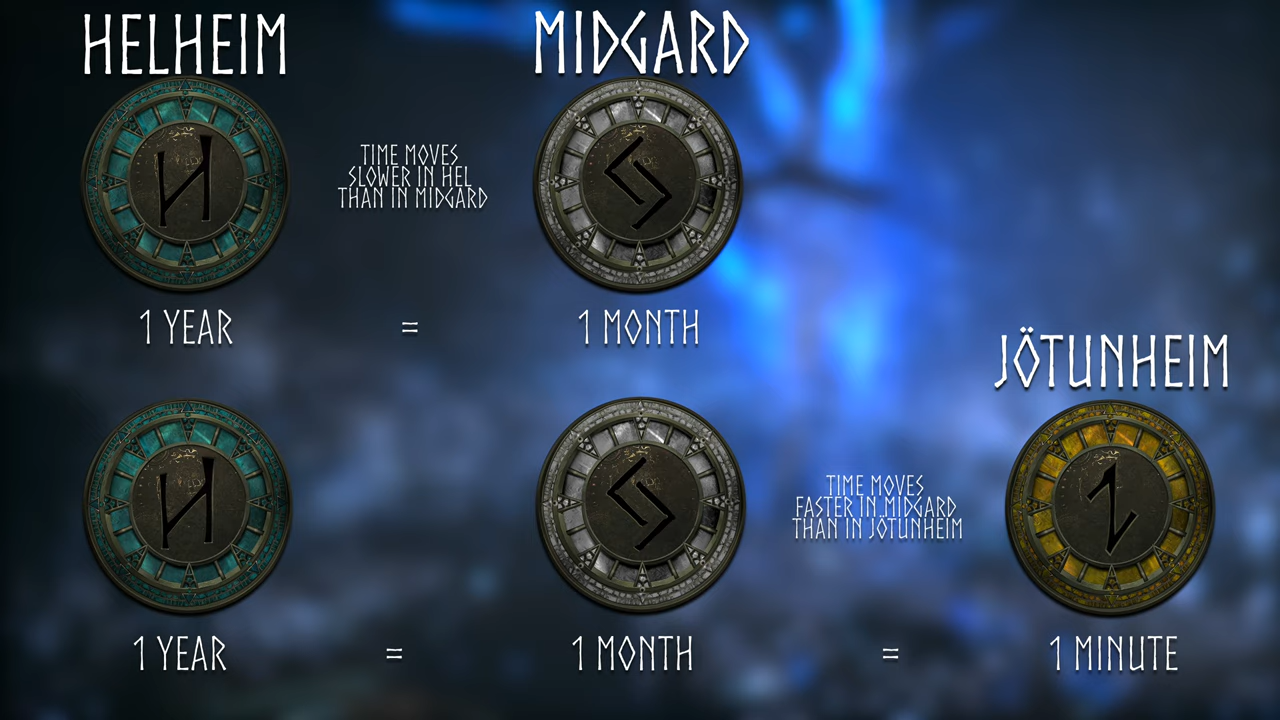 HELHEIM
MIDGARD
TIME MOVES
SLOWER IN HEL
THAN IN MIDGARD
1 YEAR
=
1 MONTH
JÖTUNHEIM
TIME MOVES
FASTER IN MIDGARD
THAN IN JÖTUNHEIM
1 YEAR
=
1 MONTH
=
1 MINUTE